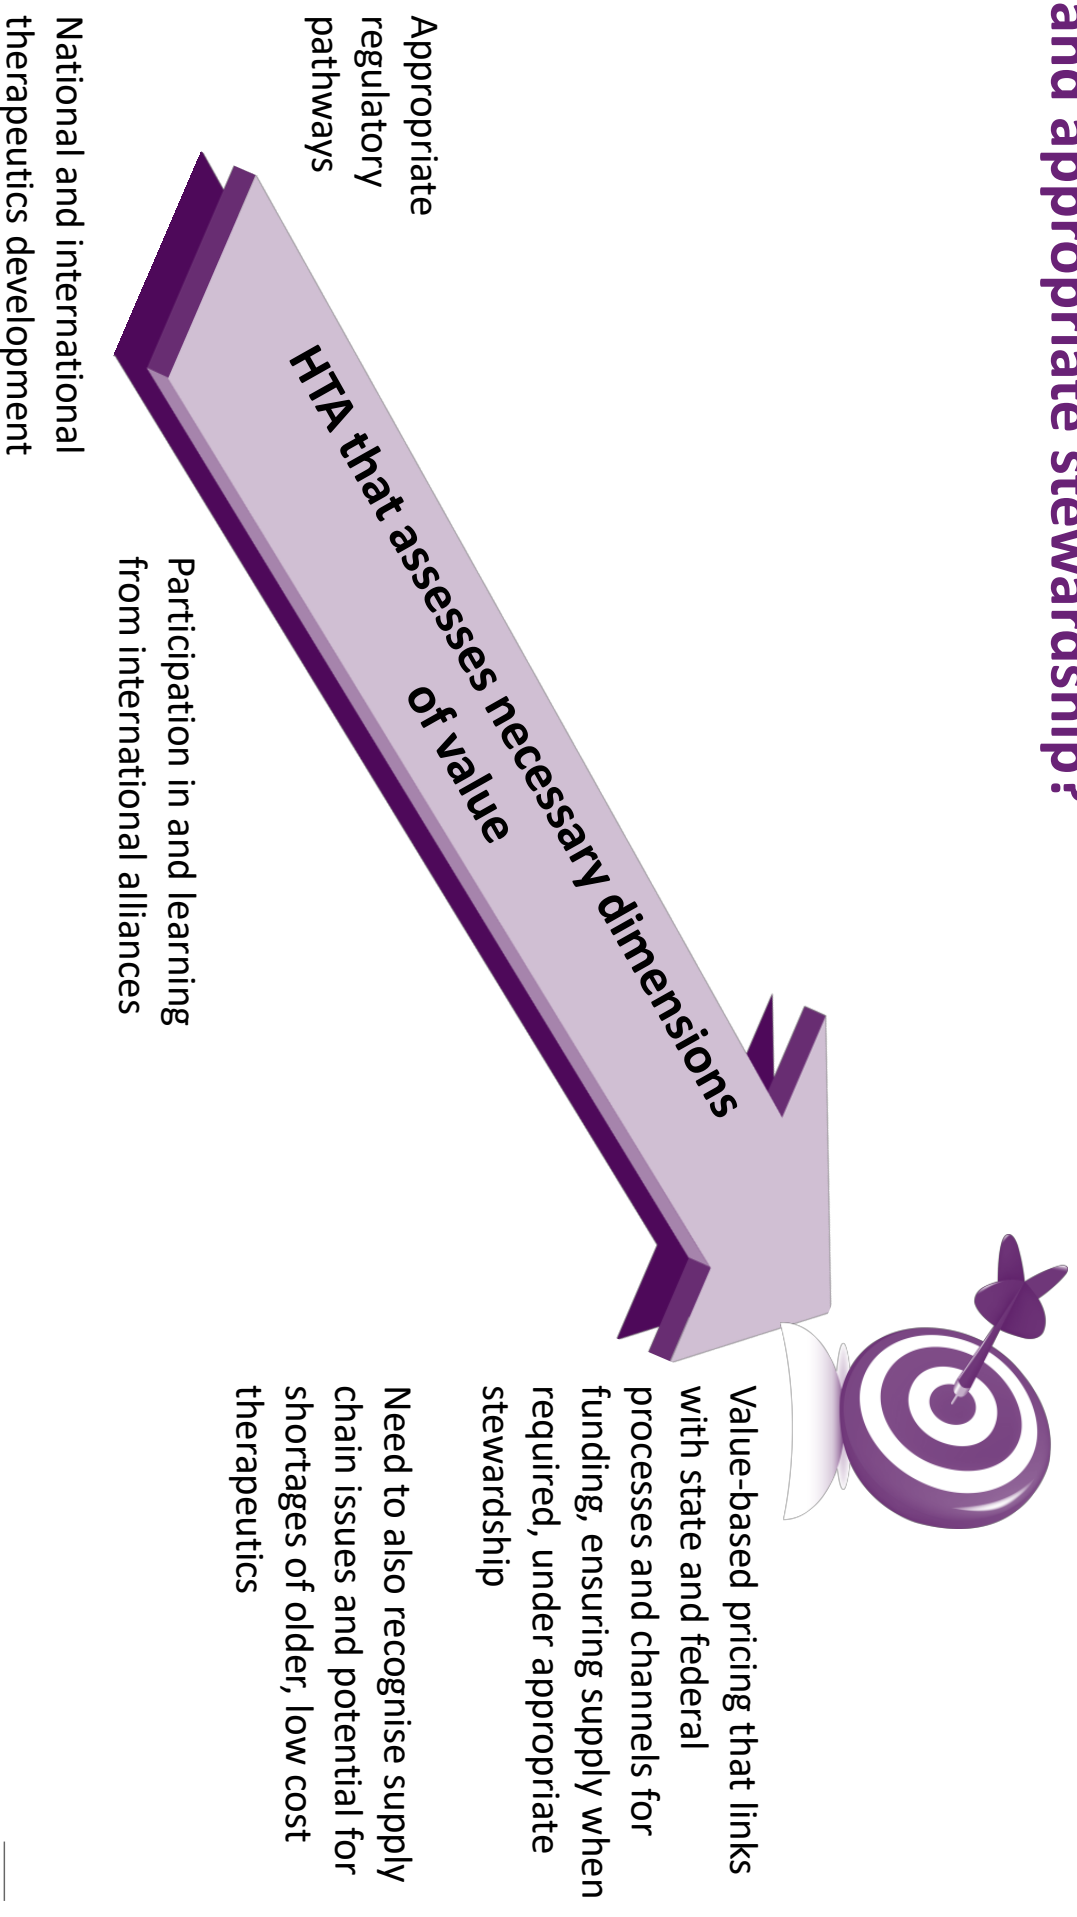 and appropriate stewardship?
Appropriate
regulatory
pathways
National and international
therapeutics development
HTA that assesses necessary dimensions
of value
Participation in and learning
from international alliances
Value-based pricing that links
with state and federal
processes and channels for
funding, ensuring supply when
required, under appropriate
stewardship
Need to also recognise supply
chain issues and potential for
shortages of older, low cost
therapeutics